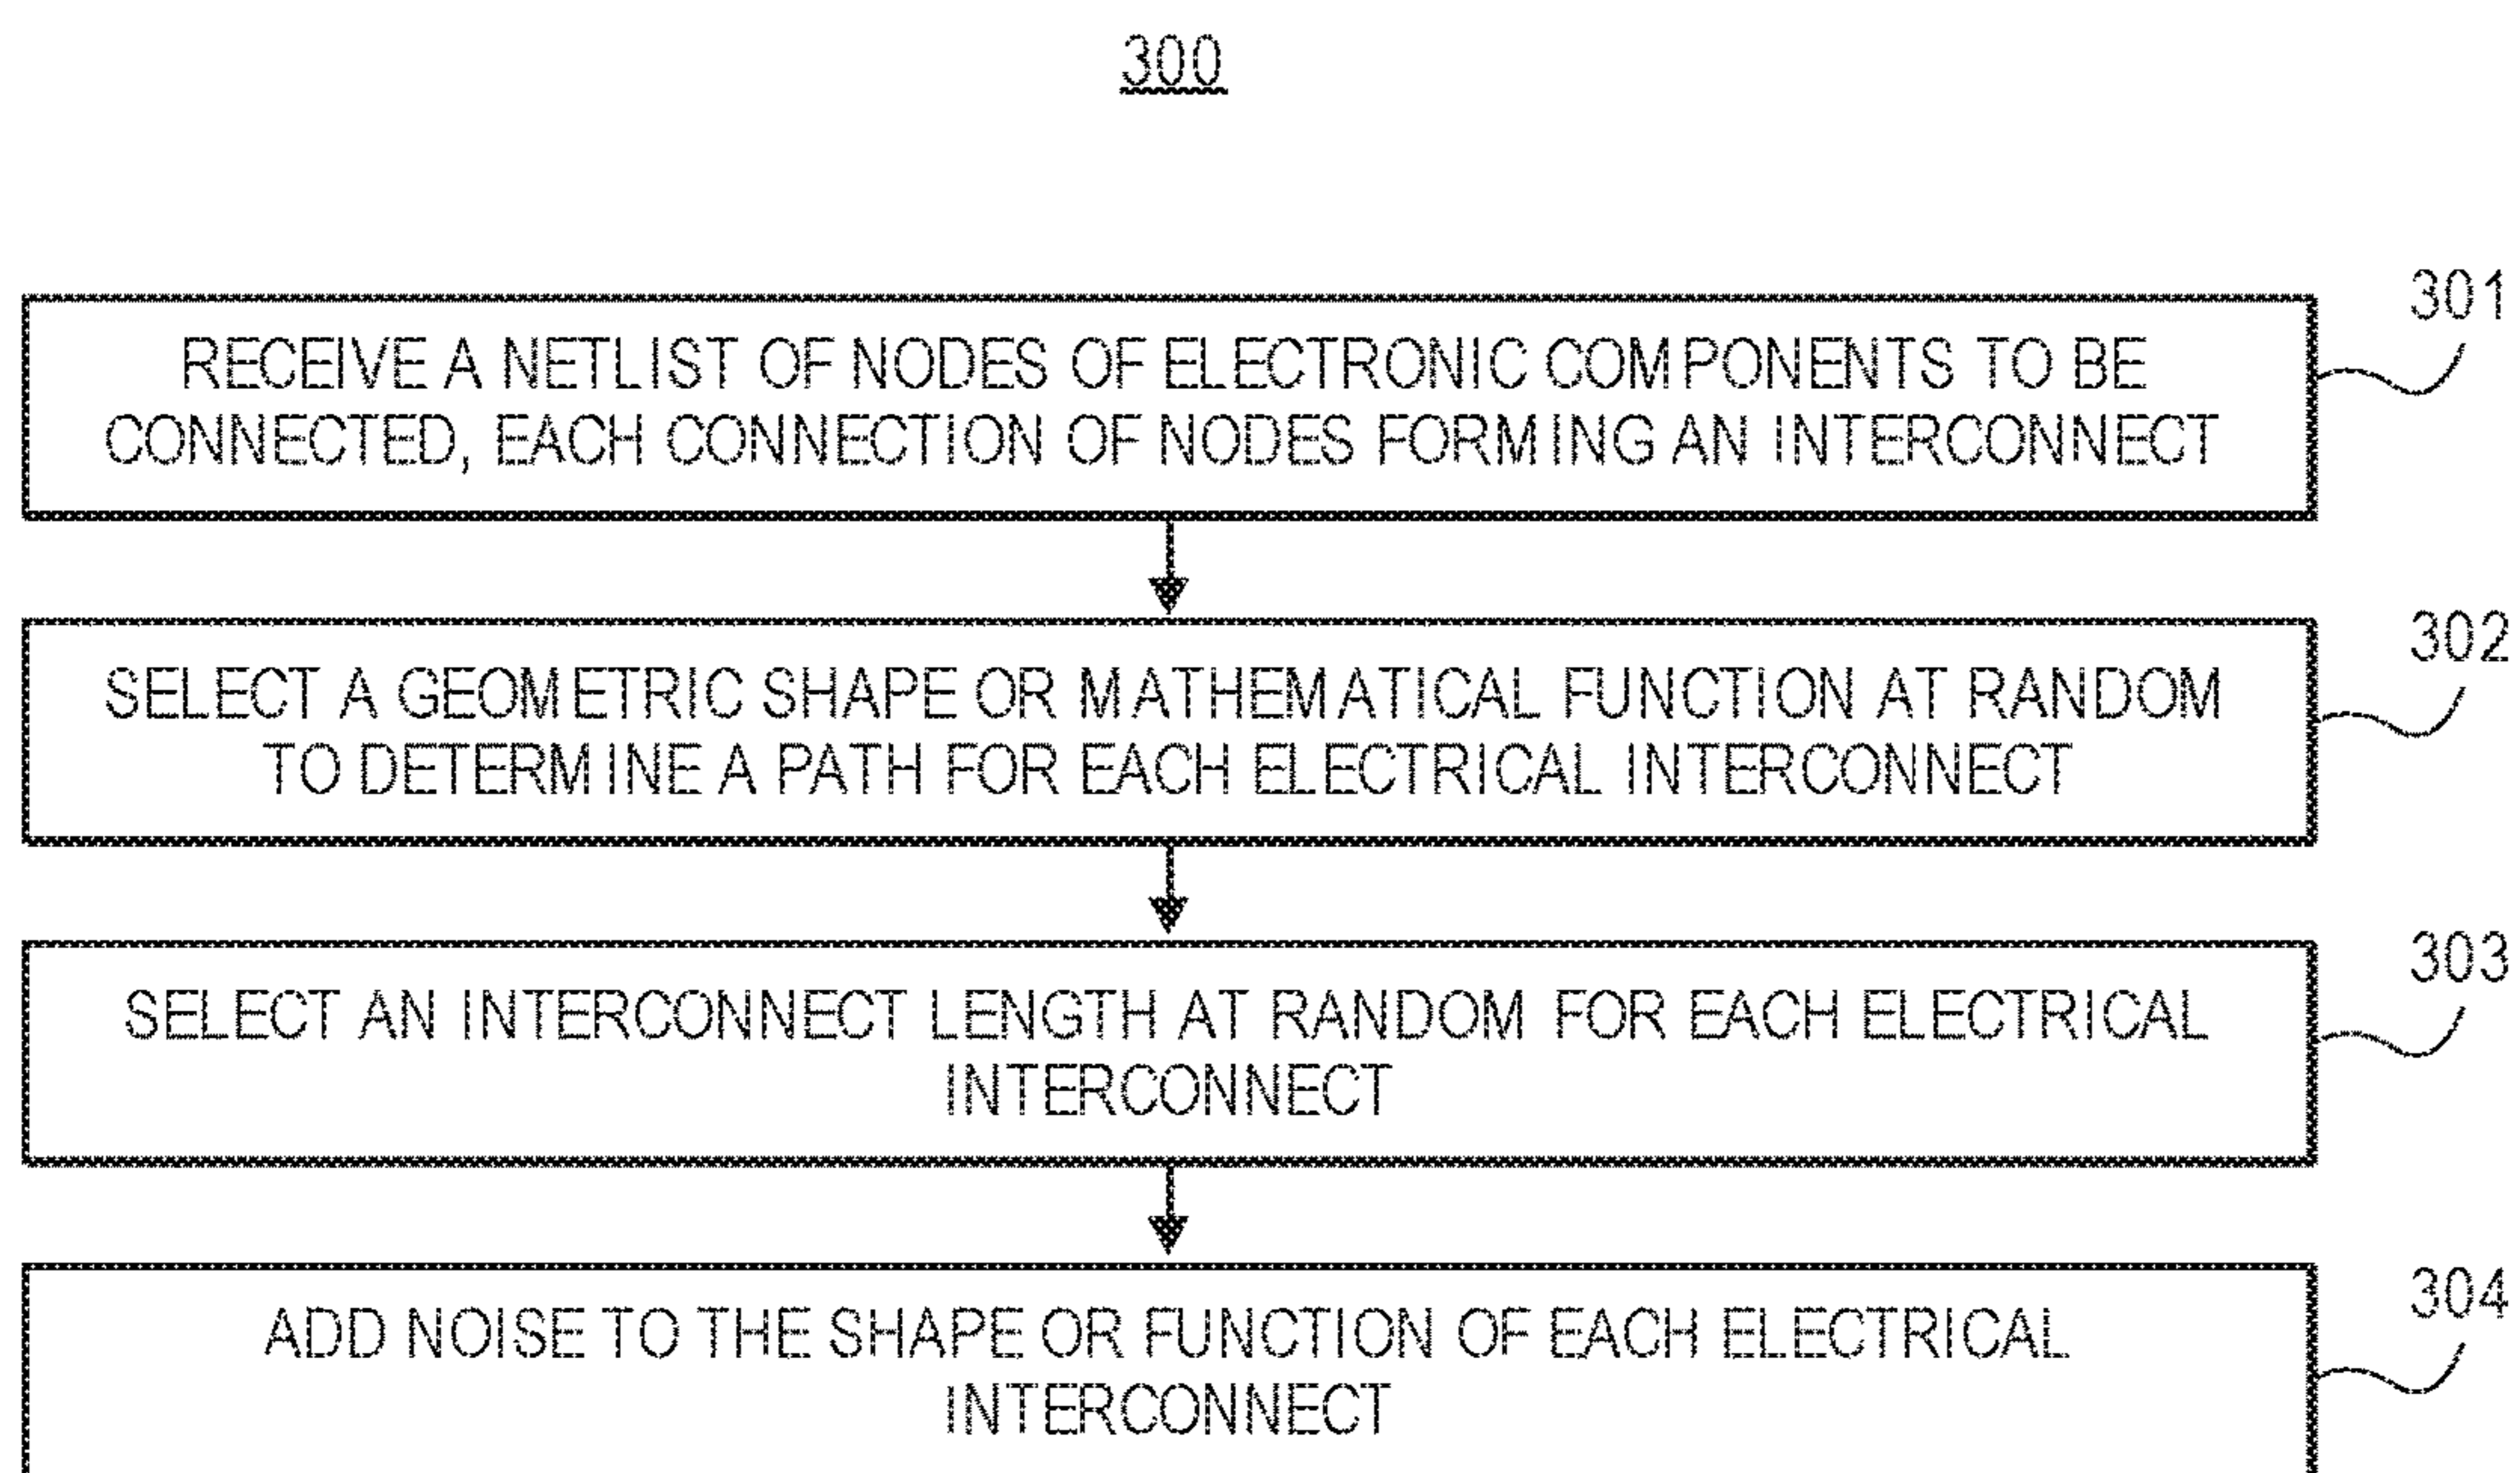 300
301
RECEIVE A NETLIST OF NODES OF ELECTRONIC COMPONENTS TO BE
CONNECTED, EACH CONNECTION OF NODES FORMING AN INTERCONNECT
302
SELECT A GEOMETRIC SHAPE OR MATHEMATICAL FUNCTION AT RANDOM
TO DETERMINE A PATH FOR EACH ELECTRICAL INTERCONNECT
303
SELECT AN INTERCONNECT LENGTH AT RANDOM FOR EACH ELECTRICAL
INTERCONNECT
304
ADD NOISE TO THE SHAPE OR FUNCTION OF EACH ELECTRICAL
INTERCONNECT